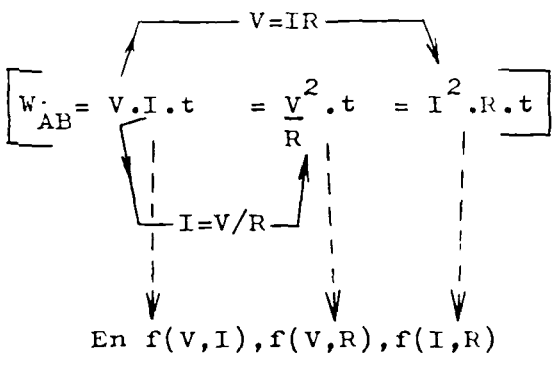 V=IR
W_AB = V.I.t = V²/R .t = I².R.t
I=V/R
En f(V,I),f(V,R),f(I,R)